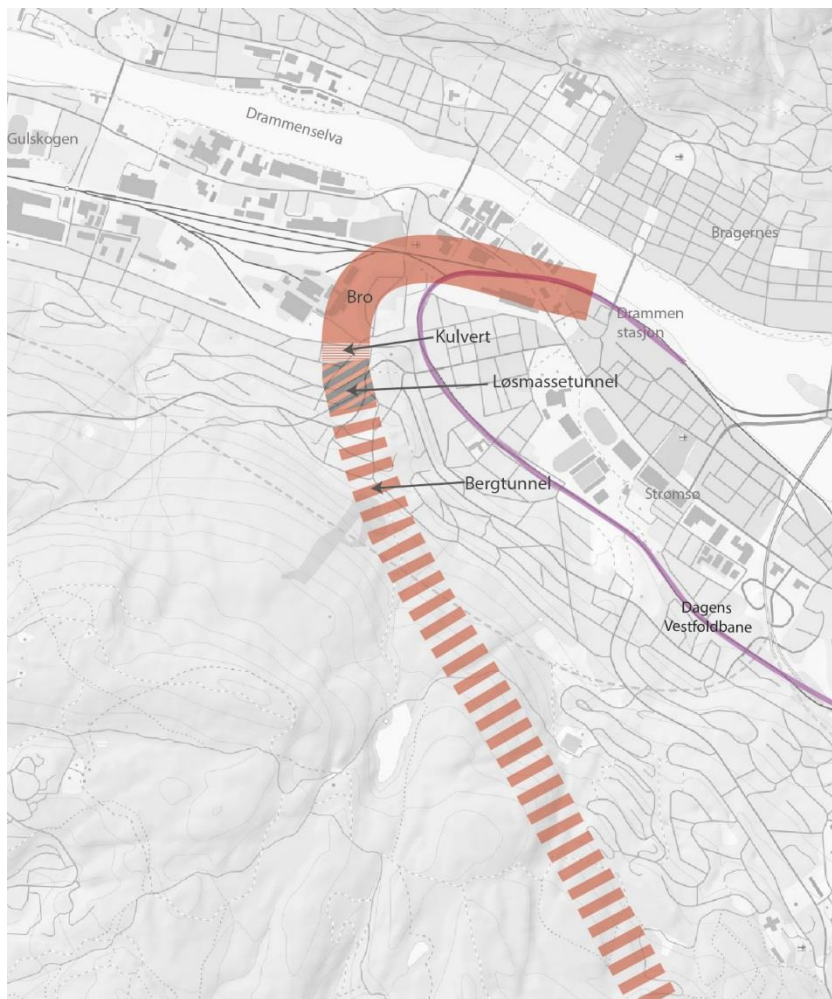 Drammenselva
Gulskogen
Bragernes
Bro
Drammen
stasjon
Kulvert
Løsmassetunnel
Bergtunnel
Strømsø
Dagens
Vestfoldbane